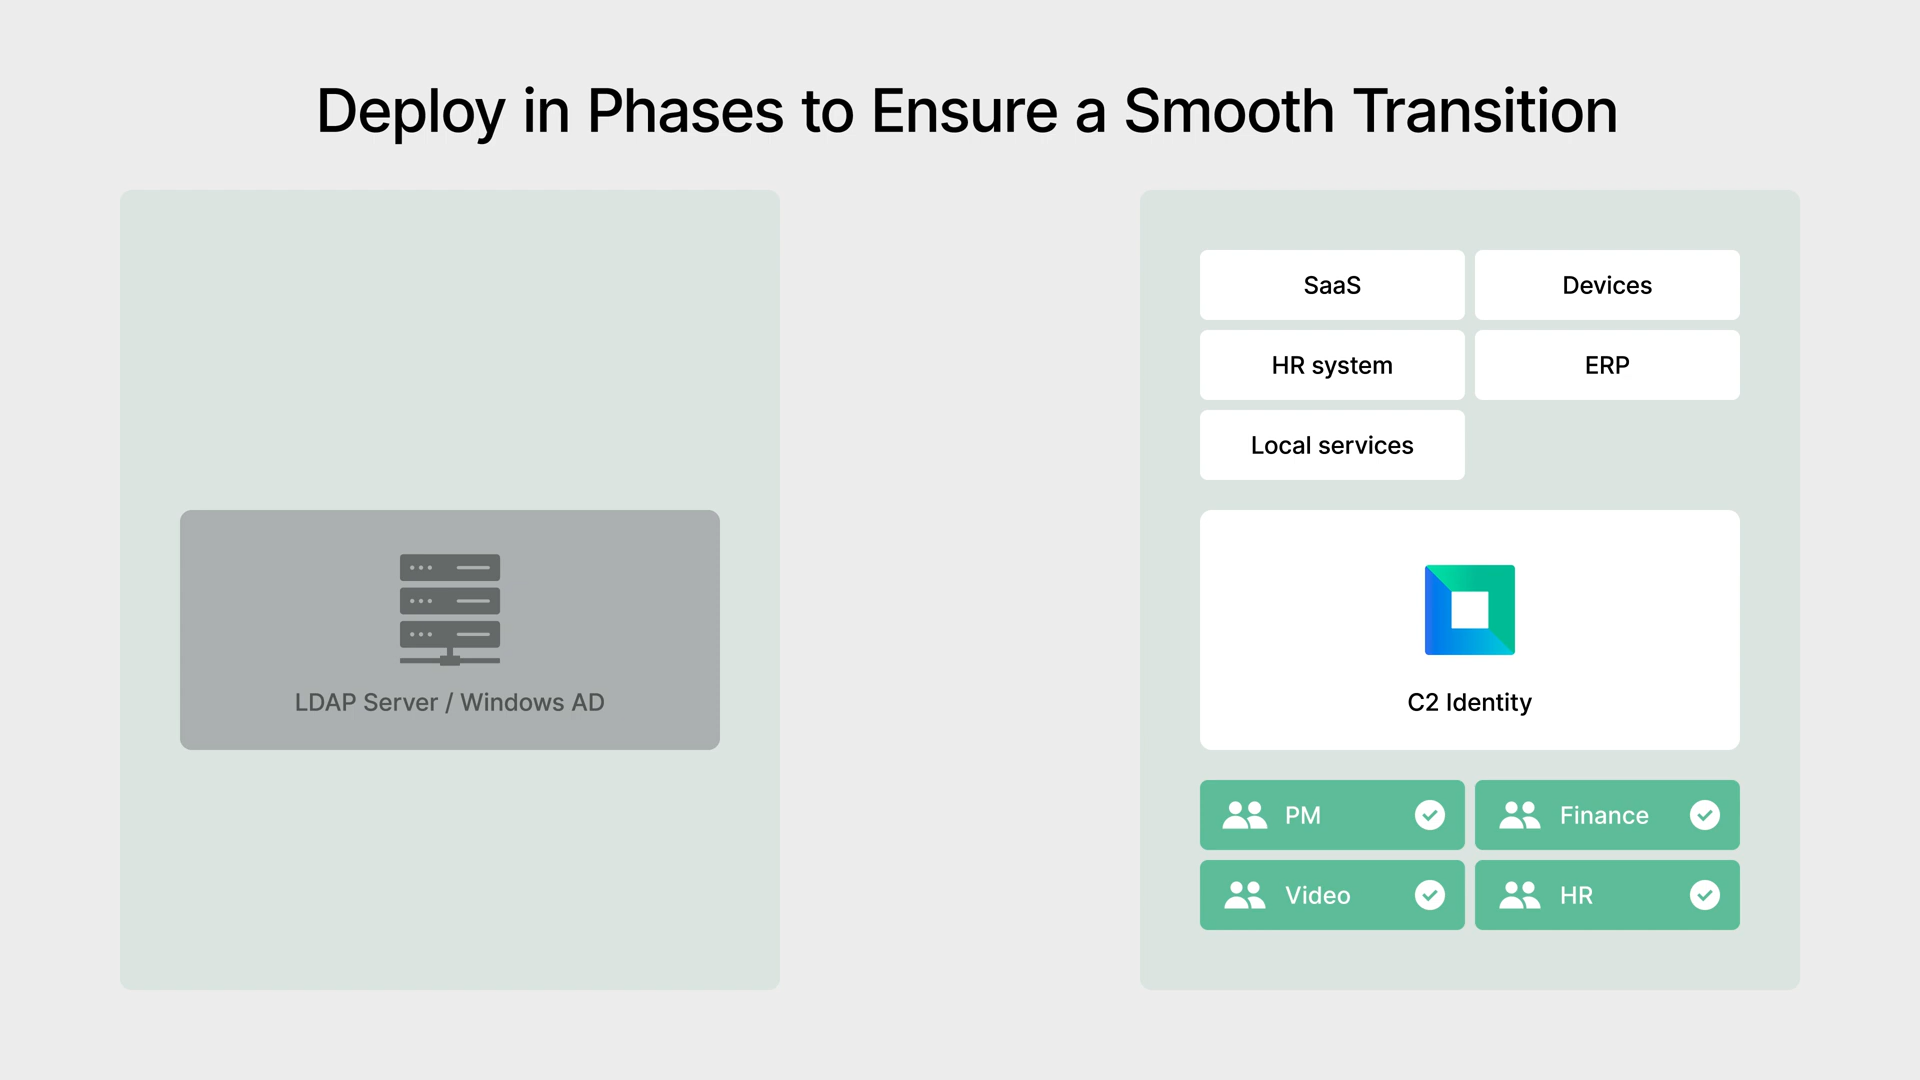 Deploy in Phases to Ensure a Smooth Transition
LDAP Server / Windows AD
SaaS
Devices
HR system
ERP
Local services
C2 Identity
PM
Finance
Video
HR